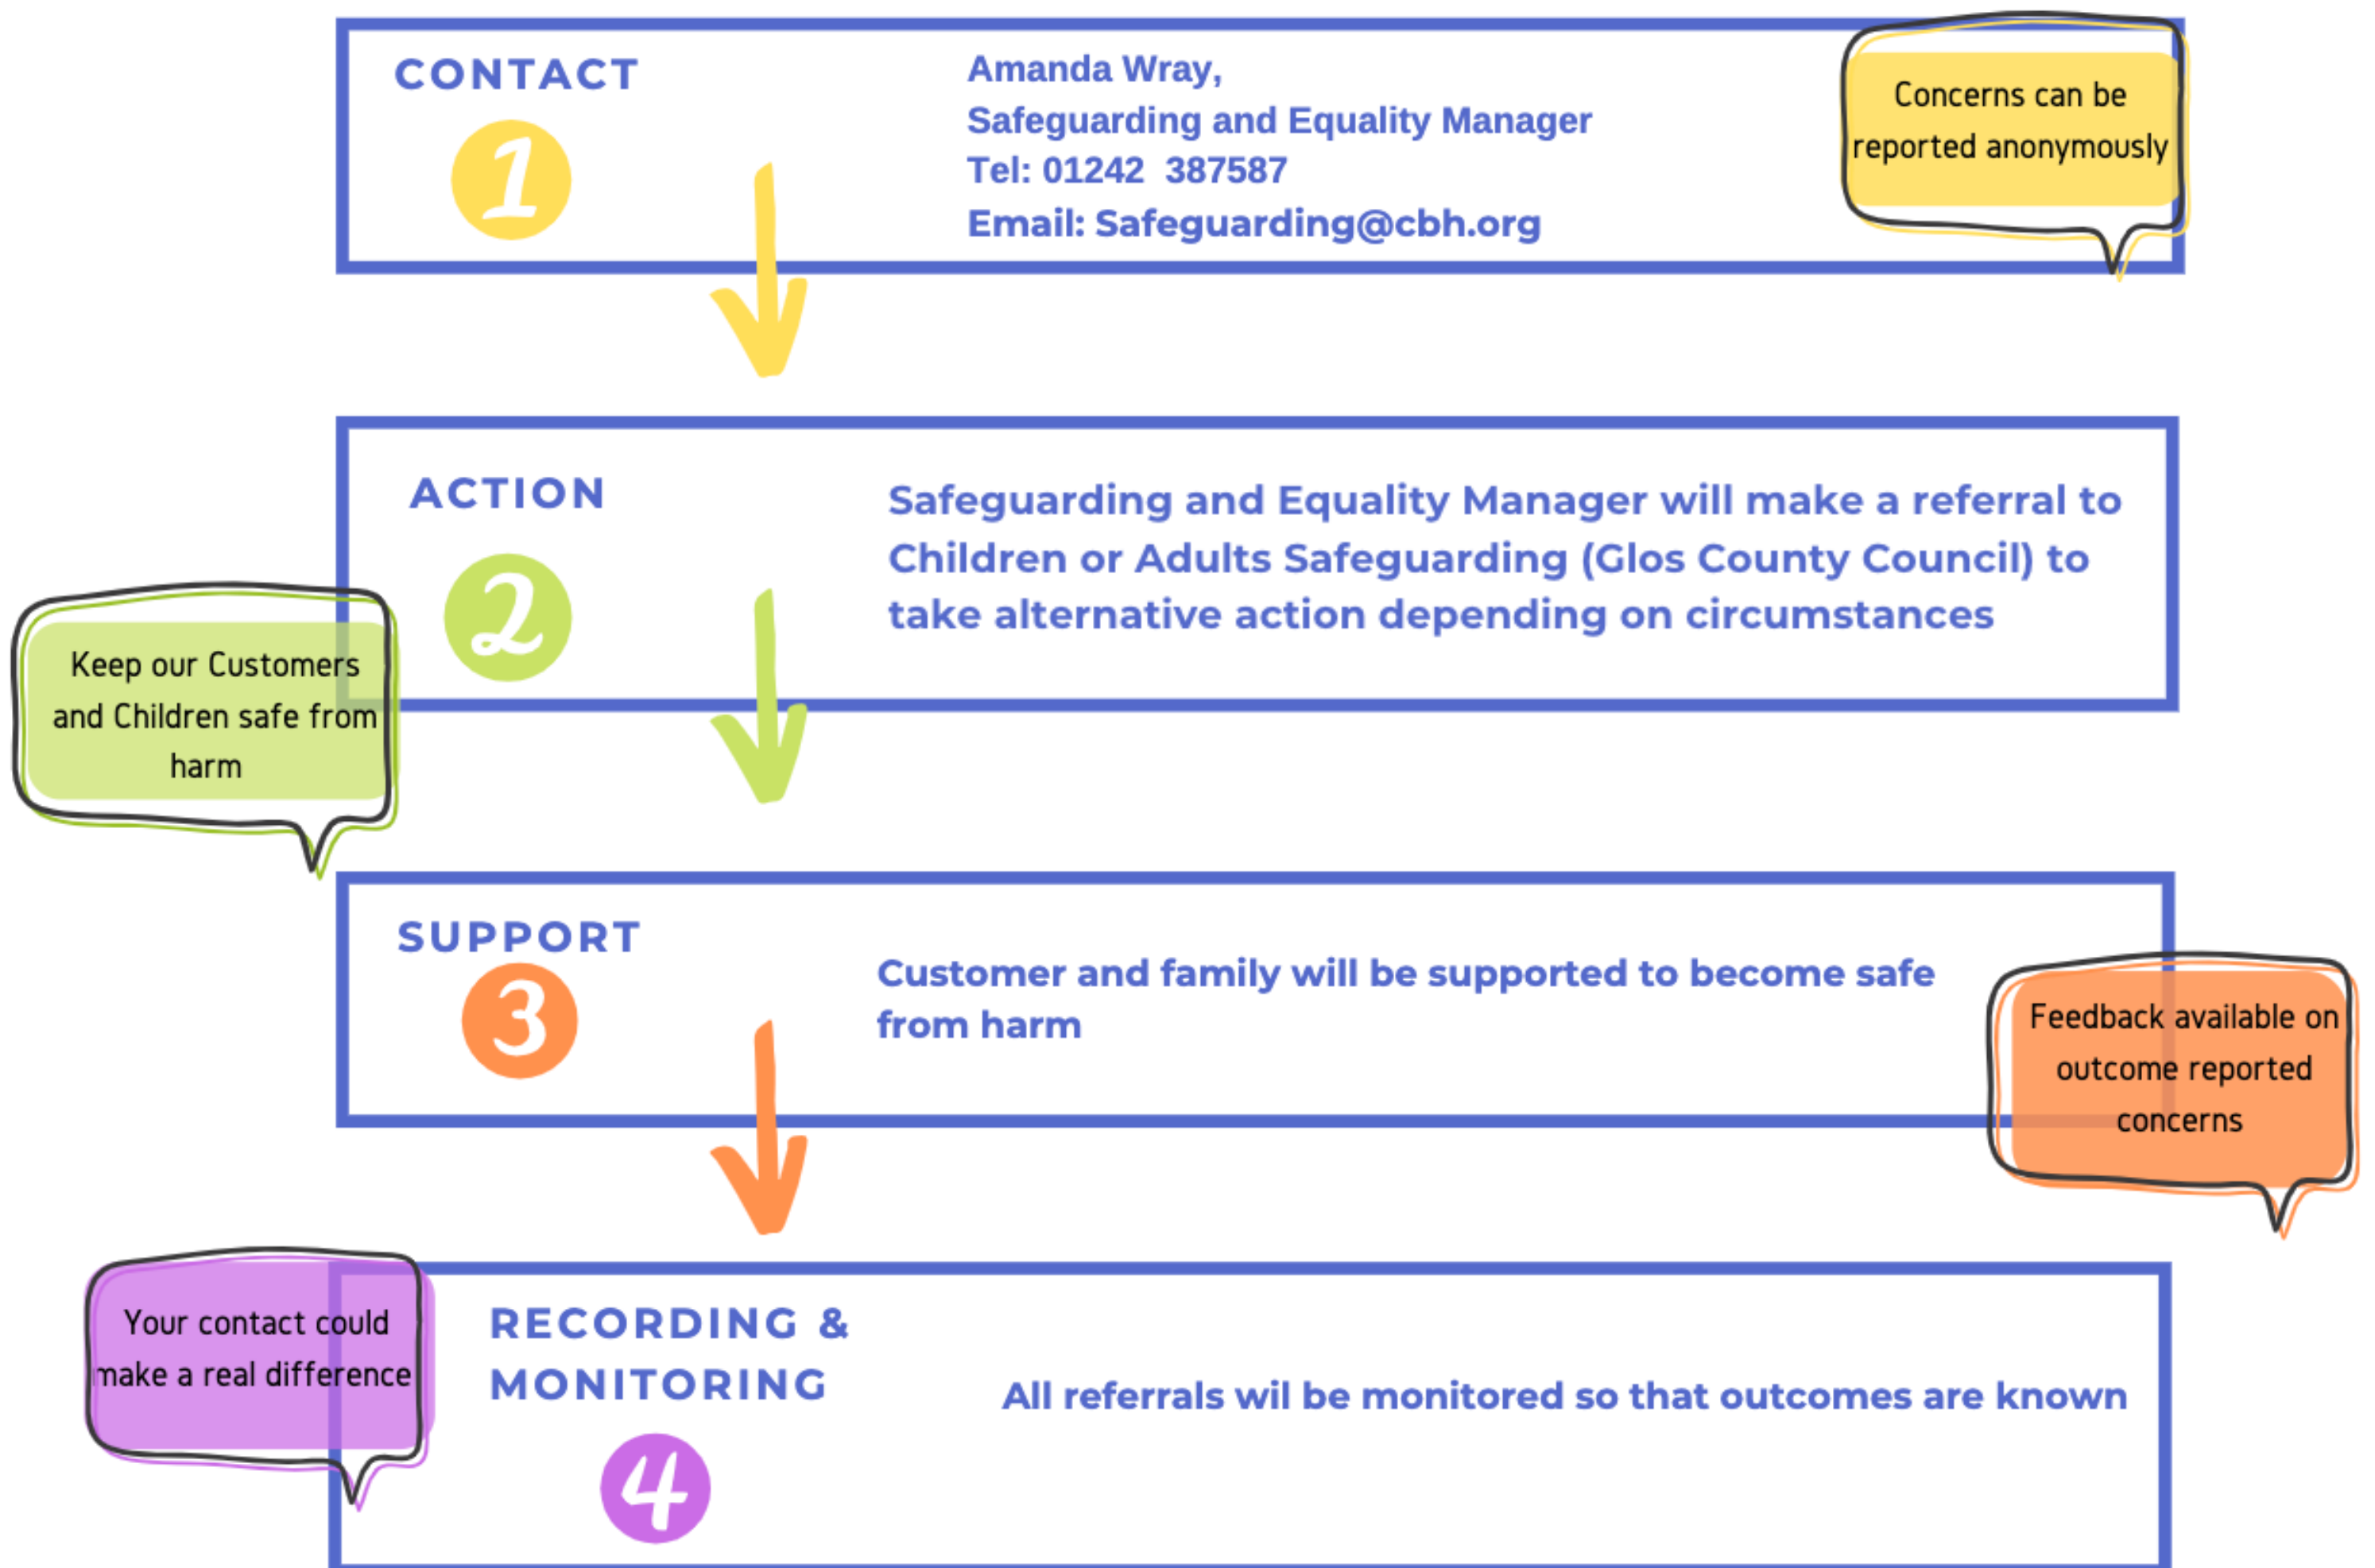 CONTACT
1
Amanda Wray,
Safeguarding and Equality Manager
Tel: 01242  387587
Email: Safeguarding@cbh.org
Concerns can be
reported anonymously
ACTION
2
Safeguarding and Equality Manager will make a referral to
Children or Adults Safeguarding (Glos County Council) to
take alternative action depending on circumstances
Keep our Customers
and Children safe from
harm
SUPPORT
3
Customer and family will be supported to become safe
from harm
Feedback available on
outcome reported
concerns
Your contact could
make a real difference
RECORDING &
MONITORING
4
All referrals wil be monitored so that outcomes are known